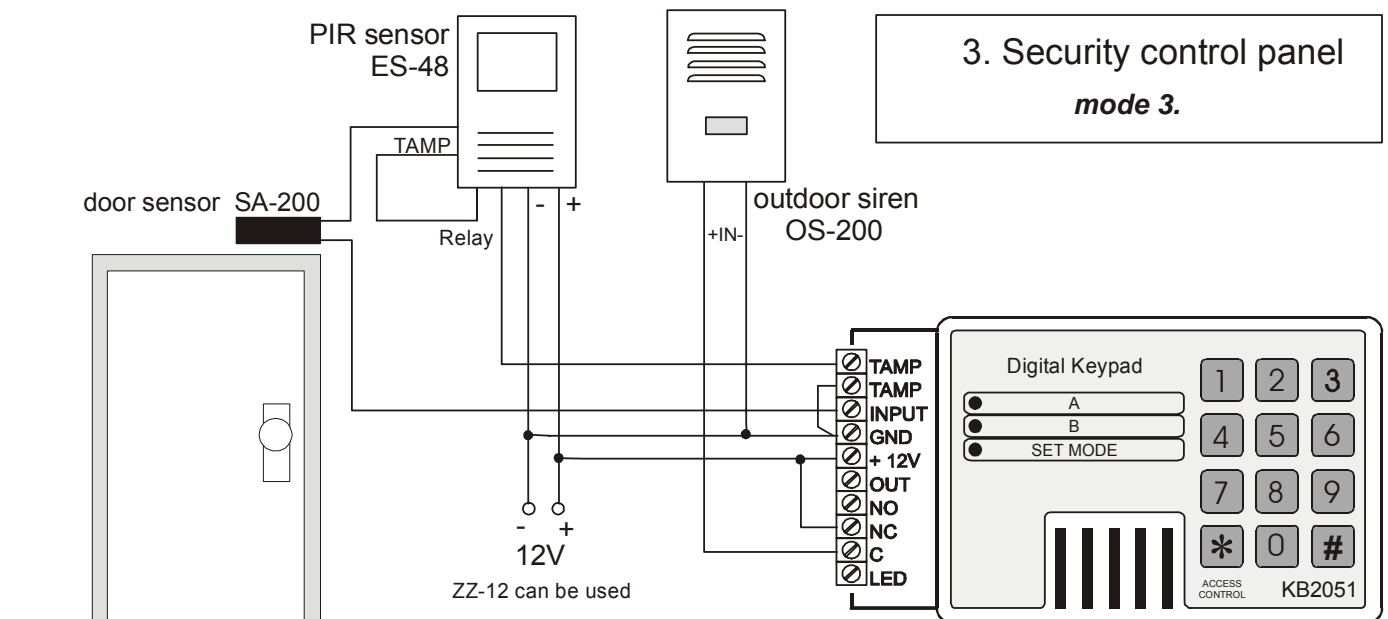 PIR sensor
ES-48
3. Security control panel
mode 3.
TAMP
door sensor SA-200
- +
Relay
outdoor siren
OS-200
+IN-
TAMP
TAMP
INPUT
GND
+ 12V
OUT
NO
NC
C
LED
Digital Keypad
A
B
SET MODE
1 2 3
4 5 6
7 8 9
* 0 #
ACCESS
CONTROL
KB2051
- +
12V
ZZ-12 can be used